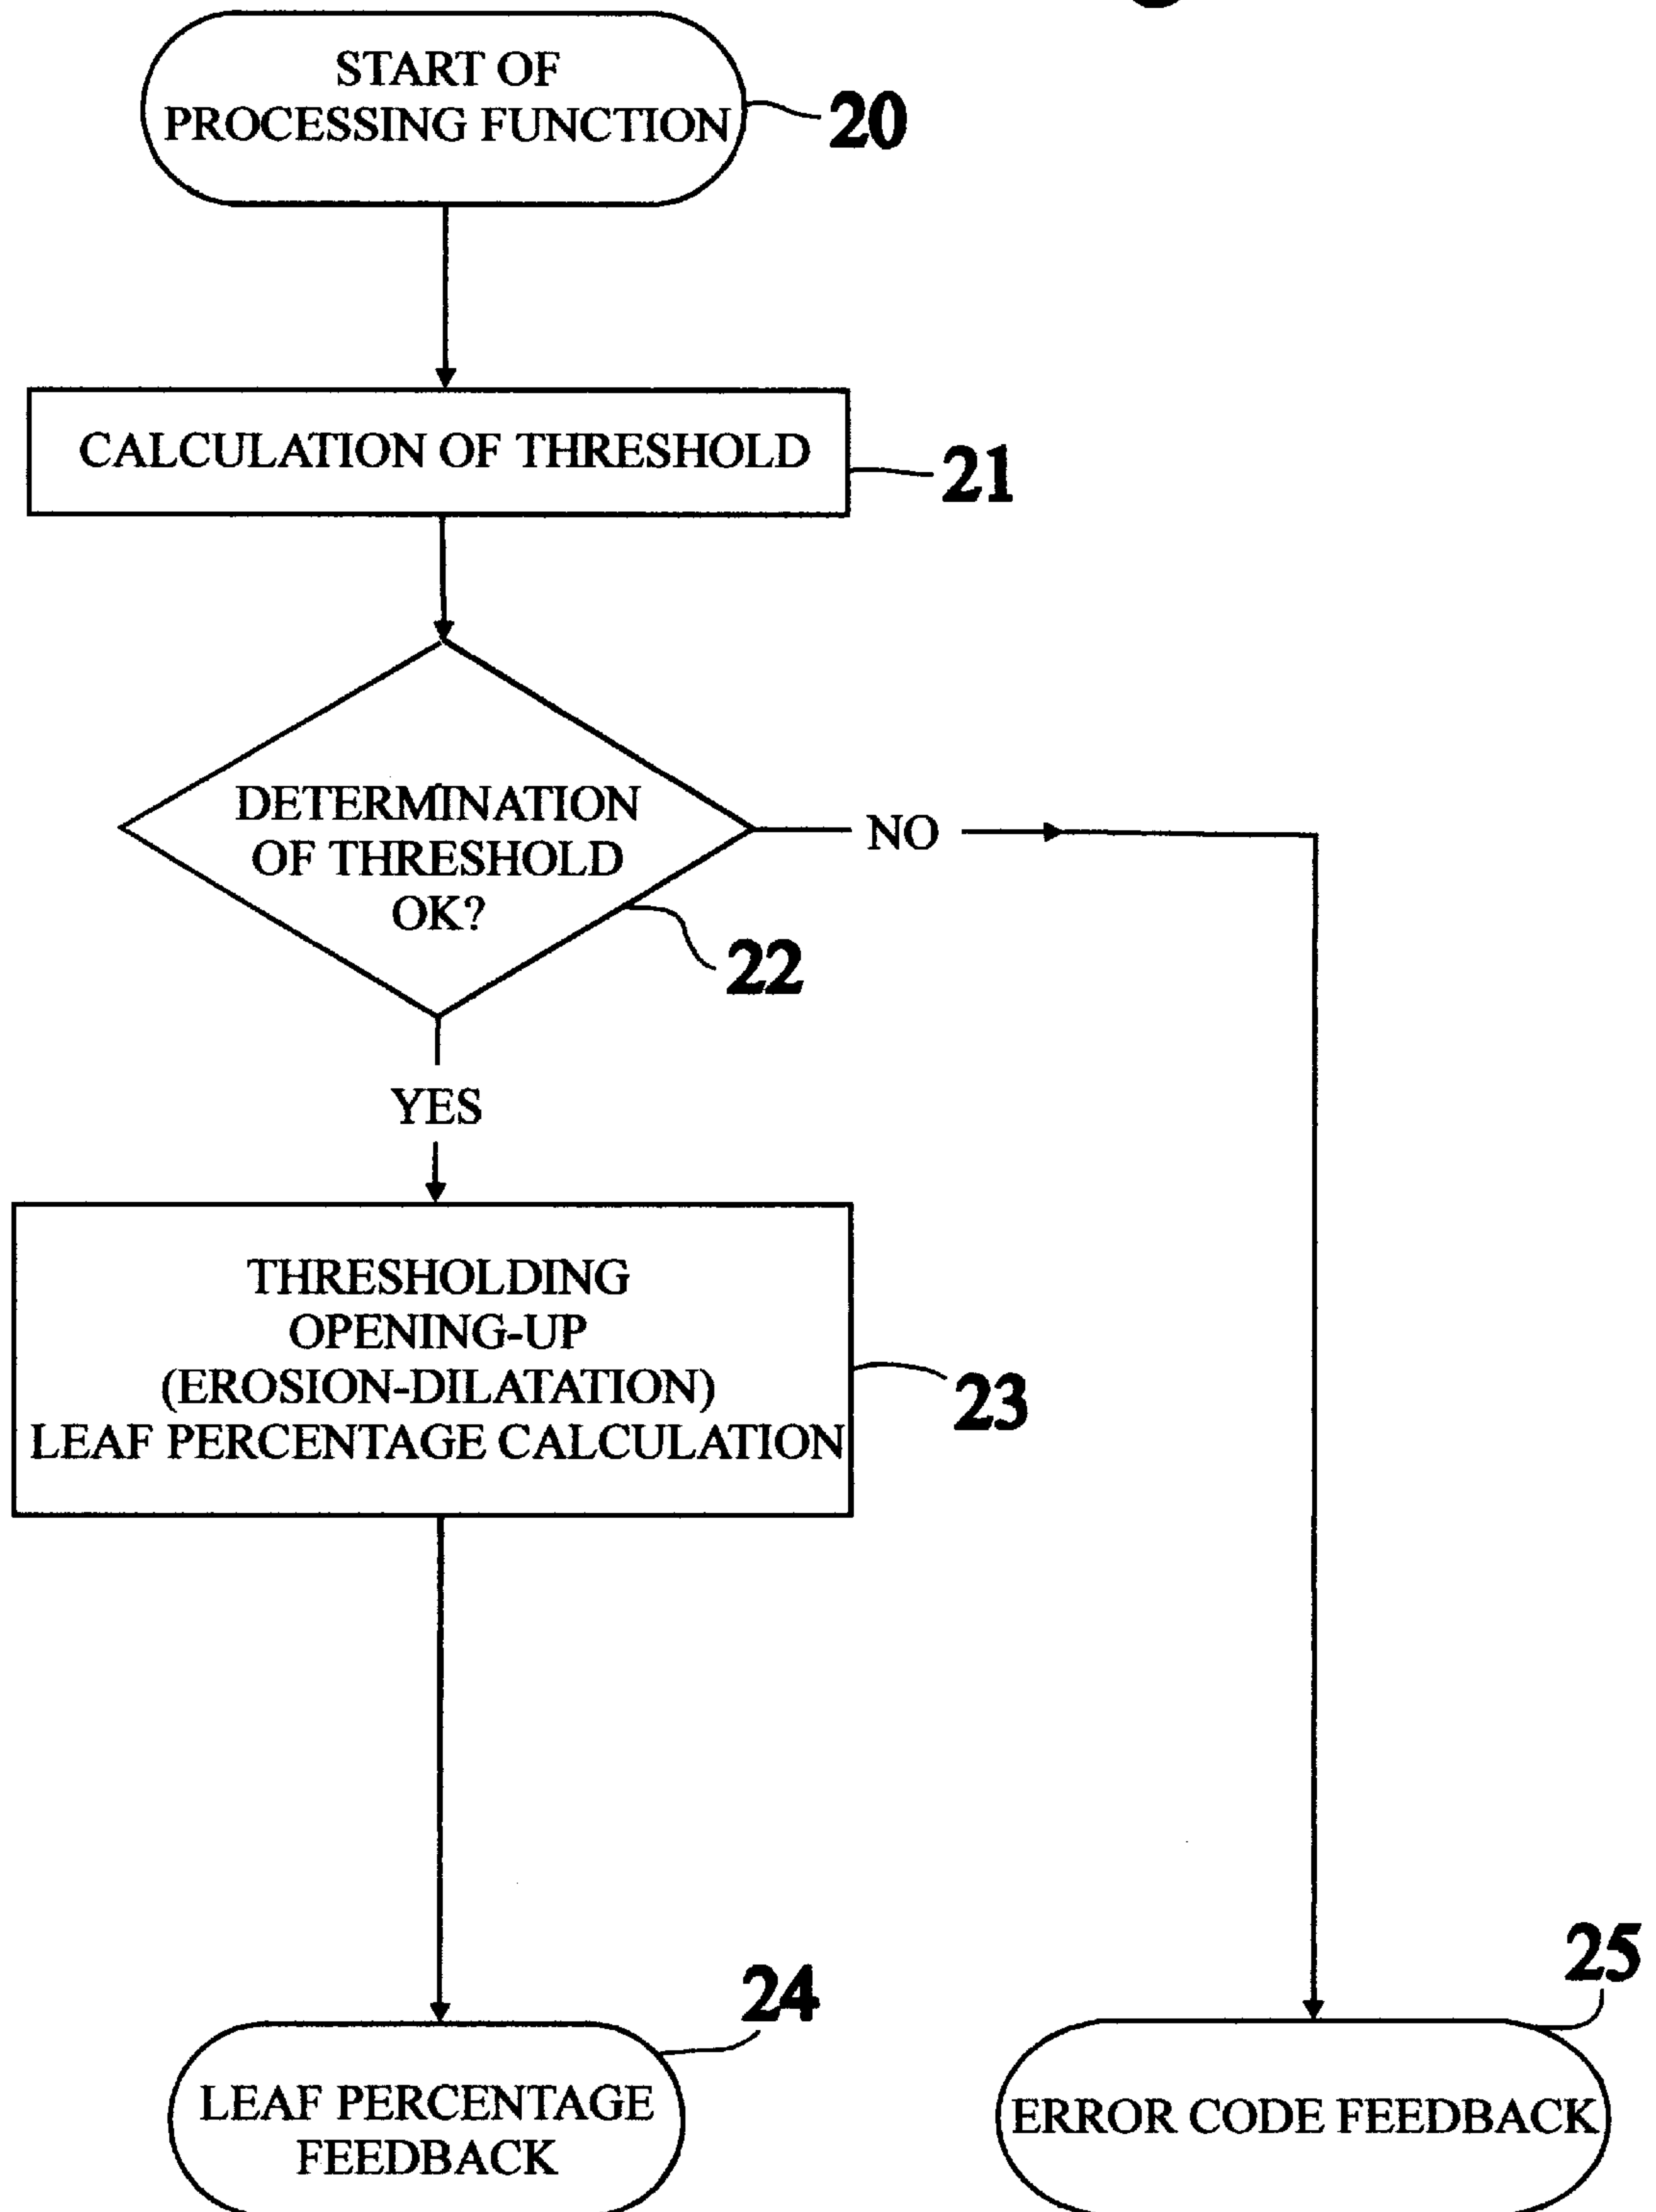 START OF
PROCESSING FUNCTION
20
CALCULATION OF THRESHOLD
21
DETERMINATION
OF THRESHOLD
OK?
NO
22
YES
THRESHOLDING
OPENING-UP
(EROSION-DILATATION)
LEAF PERCENTAGE CALCULATION
23
24
LEAF PERCENTAGE
FEEDBACK
25
ERROR CODE FEEDBACK